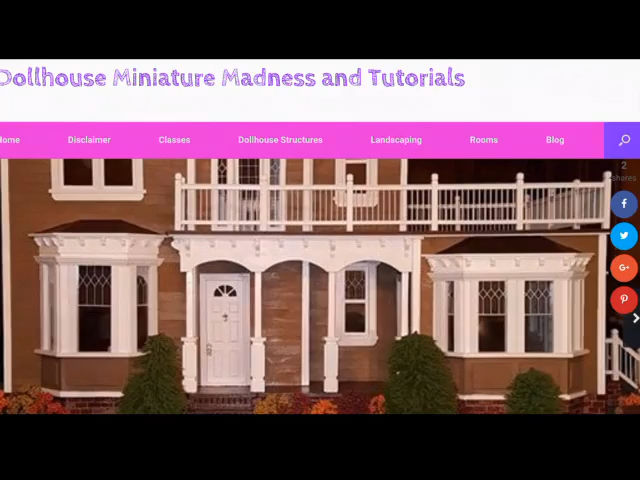 Dollhouse Miniature Madness and Tutorials
Home Disclaimer Classes Dollhouse Structures Landscaping Rooms Blog
2
Shares